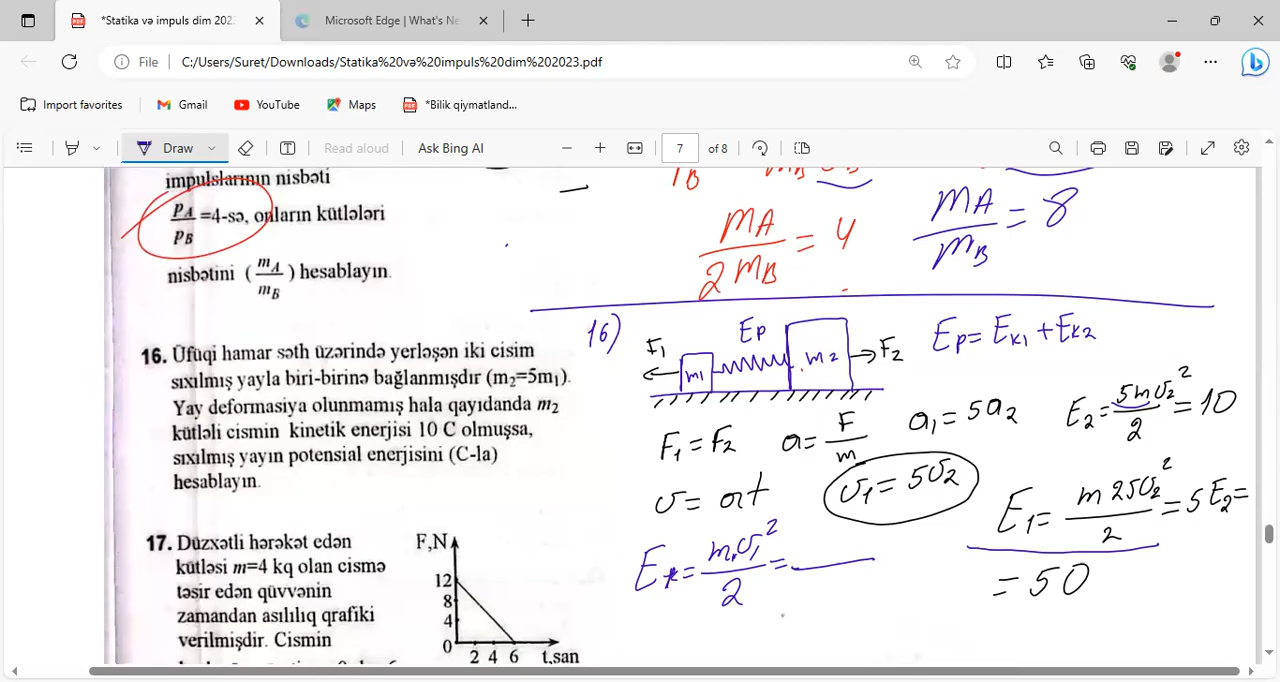 *Statika və impuls dim 202
Microsoft Edge | What's Ne
File
C:/Users/Suret/Downloads/Statika%20və%20impuls%20dim%202023.pdf
Import favorites
Gmail
YouTube
Maps
*Bilik qiymatland...
Draw
Read aloud
Ask Bing AI
7
of 8
impulslarının nisbəti
pA/pB =4-sə, onların kütlələri
nisbətini (mA/mB) hesablayın.
mA/2mB = 4
mA/mB = 8
16. Üfuqi hamar səth üzərində yerləşən iki cisim
sıxılmış yayla biri-birinə bağlanmışdır (m₂=5m₁).
Yay deformasiya olunmamış hala qayıdanda m₂
kütləli cismin kinetik enerjisi 10 C olmuşsa,
sıxılmış yayın potensial enerjisini (C-la)
hesablayın.
16)
Ep
F₁
m1
m2
F₂
Ep = Ek1 + Ek2
F₁ = F₂
a = F/m
a₁ = 5a₂
E₂ = 5mυ₂²/2 = 10
υ = at
υ₁ = 5υ₂
E₁ = m25υ₂²/2 = 5E₂ =
= 50
m₁υ₁²/2 =
17. Düzxətli hərəkət edən
kütləsi m=4 kq olan cismə
təsir edən qüvvənin
zamandan asılılıq qrafiki
verilmişdir. Cismin
F,N
12
8
4
0
2 4 6 t,san